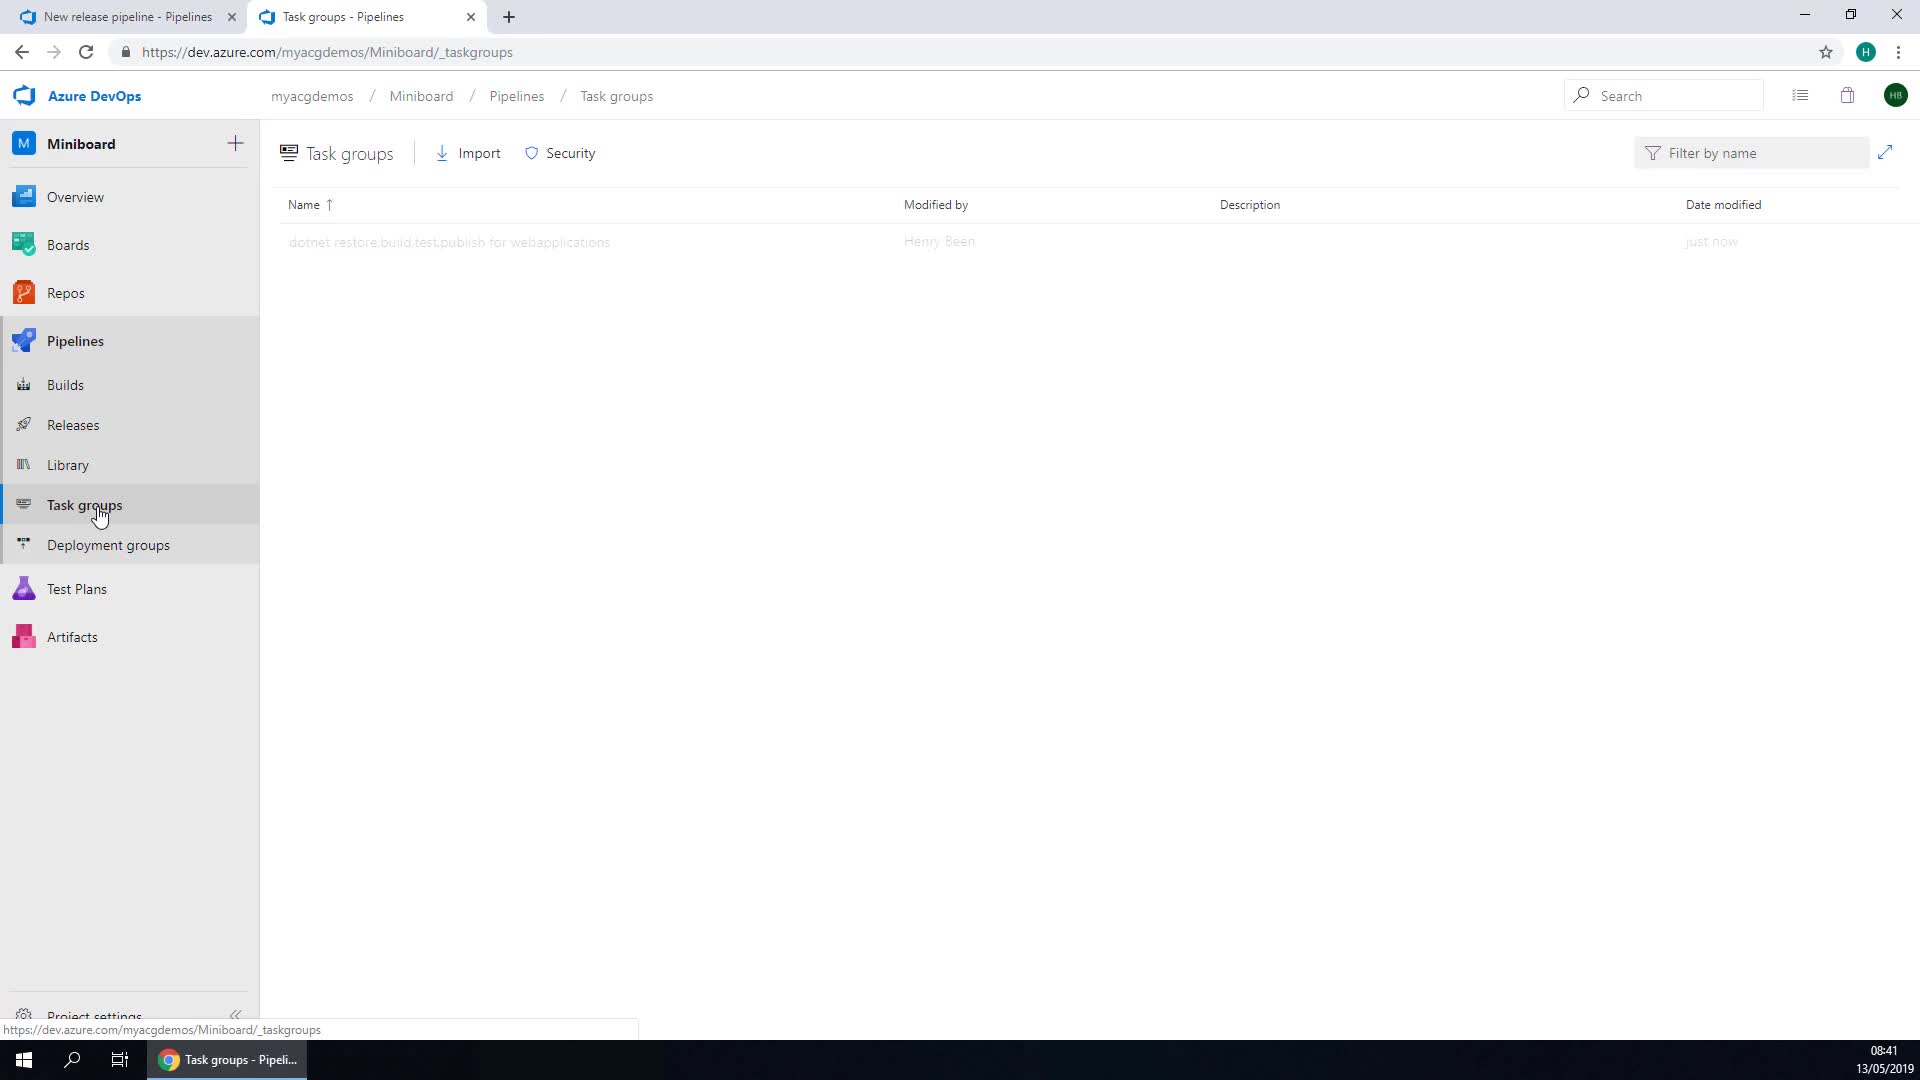 New release pipeline - Pipelines
Task groups - Pipelines
https://dev.azure.com/myacgdemos/Miniboard/_taskgroups
H
Azure DevOps
myacgdemos / Miniboard / Pipelines / Task groups
Search
HB
M Miniboard
Task groups
Import
Security
Filter by name
Name ↑ Modified by Description Date modified
dotnet restore,build,test,publish for webapplications Henry Been just now
Overview
Boards
Repos
Pipelines
Builds
Releases
Library
Task groups
Deployment groups
Test Plans
Artifacts
Project settings
https://dev.azure.com/myacgdemos/Miniboard/_taskgroups
Task groups - Pipeli...
08:41
13/05/2019